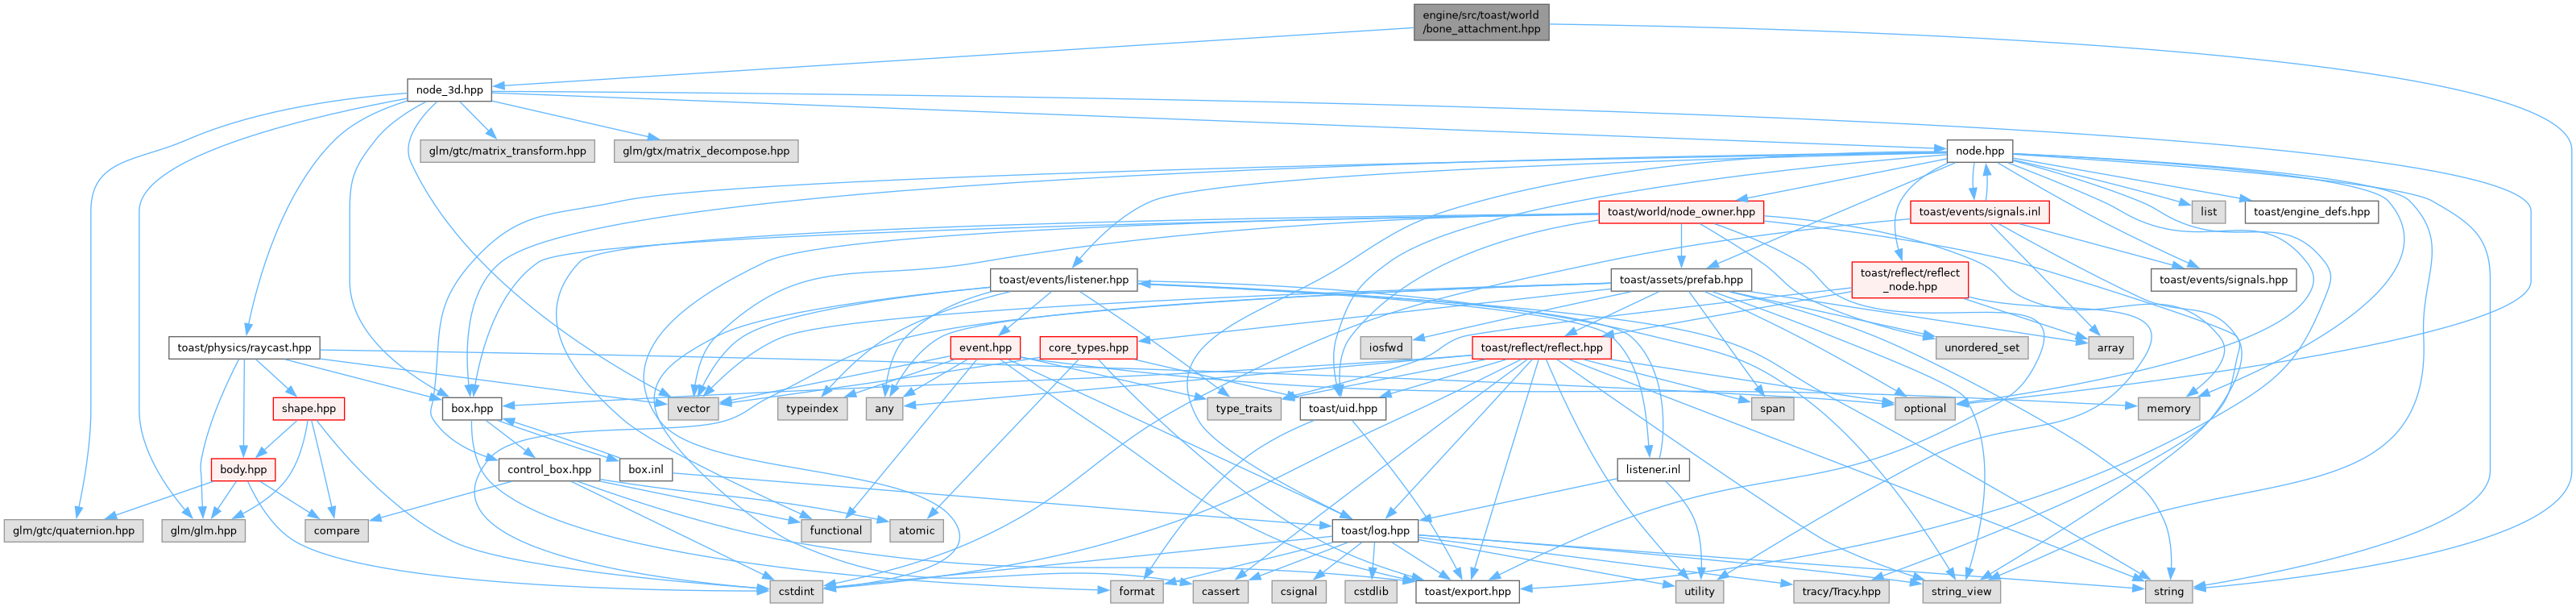 engine/src/toast/world
/bone_attachment.hpp
node_3d.hpp
glm/gtc/matrix_transform.hpp
glm/gtx/matrix_decompose.hpp
node.hpp
toast/world/node_owner.hpp
toast/events/signals.inl
list
toast/engine_defs.hpp
toast/events/listener.hpp
toast/assets/prefab.hpp
toast/reflect/reflect
_node.hpp
toast/events/signals.hpp
toast/physics/raycast.hpp
event.hpp
core_types.hpp
iosfwd
toast/reflect/reflect.hpp
unordered_set
array
shape.hpp
box.hpp
vector
typeindex
any
type_traits
toast/uid.hpp
span
optional
memory
body.hpp
control_box.hpp
box.inl
listener.inl
glm/gtc/quaternion.hpp
glm/glm.hpp
compare
functional
atomic
toast/log.hpp
cstdint
format
cassert
csignal
cstdlib
toast/export.hpp
utility
tracy/Tracy.hpp
string_view
string